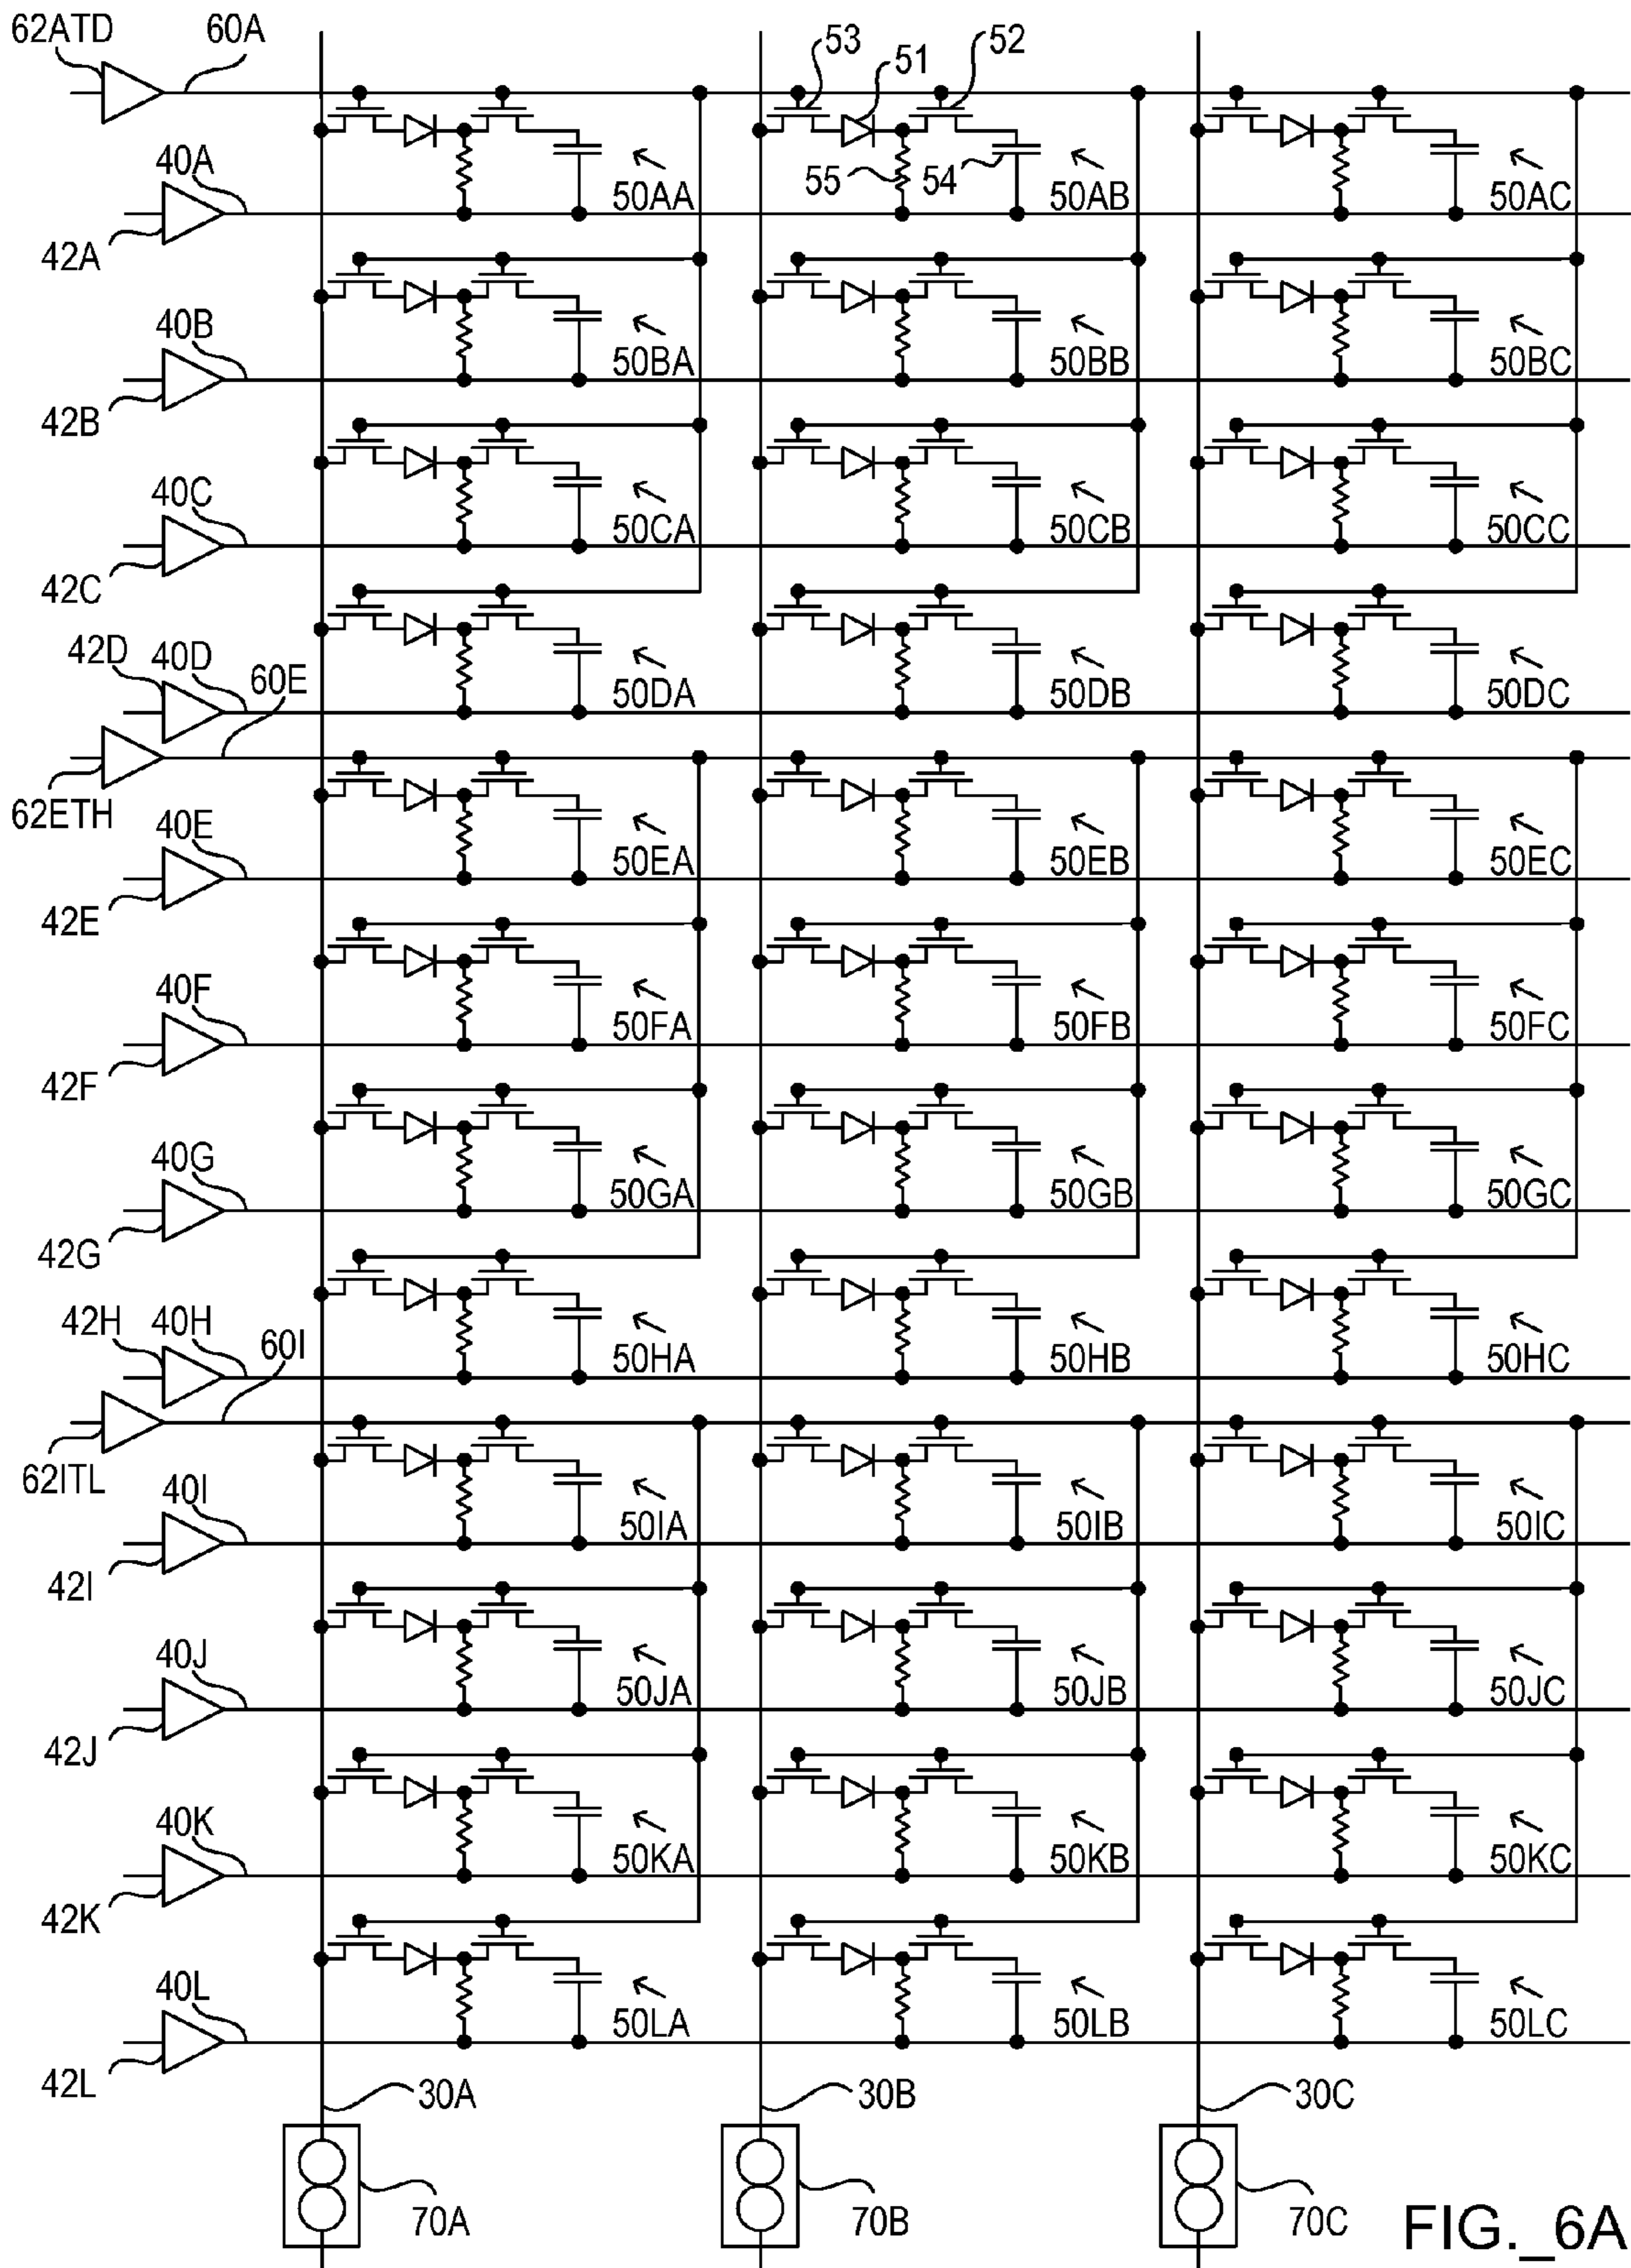 62ATD 60A 53 51 52
40A 55 54 50AA 50AB 50AC
42A
40B 50BA 50BB 50BC
42B
40C 50CA 50CB 50CC
42C
42D 40D 60E 50DA 50DB 50DC
62ETH 40E 50EA 50EB 50EC
42E
40F 50FA 50FB 50FC
42F
40G 50GA 50GB 50GC
42G
42H 40H 60I 50HA 50HB 50HC
62ITL 40I 50IA 50IB 50IC
42I
40J 50JA 50JB 50JC
42J
40K 50KA 50KB 50KC
42K
40L 50LA 50LB 50LC
42L
30A 30B 30C
70A 70B 70C
FIG._6A